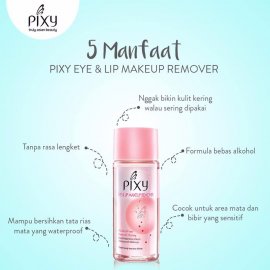 PIXY
truly asian beauty
5 Manfaat
PIXY EYE & LIP MAKEUP REMOVER
Nggak bikin kulit kering
walau sering dipakai
Tanpa rasa lengket
Formula bebas alkohol
PIXY
Cocok untuk area mata dan
bibir yang sensitif
Mampu bersihkan tata rias
mata yang waterproof